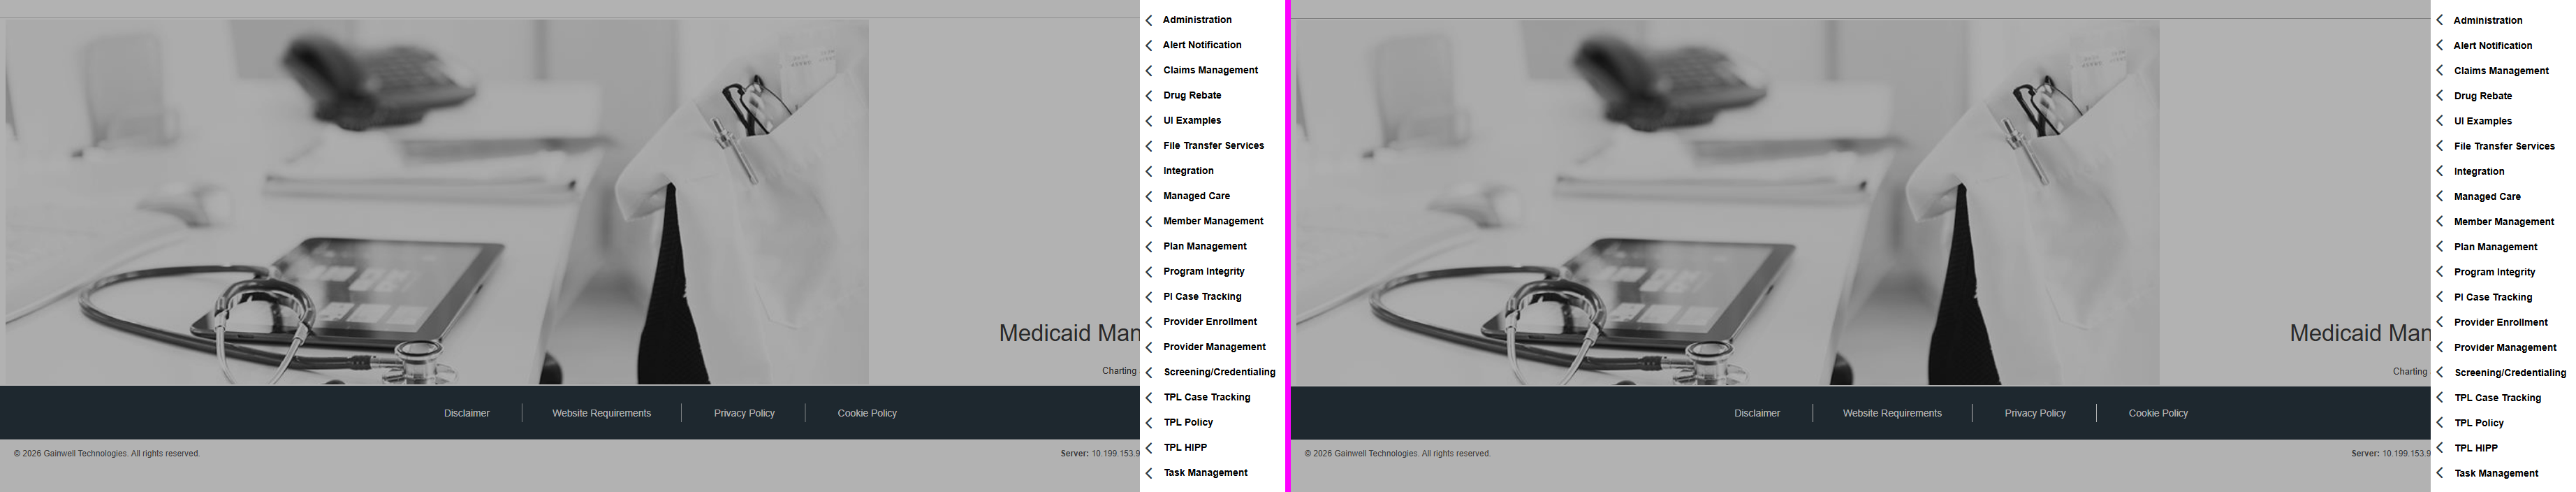 Administration
Alert Notification
Claims Management
Drug Rebate
UI Examples
File Transfer Services
Integration
Managed Care
Member Management
Plan Management
Program Integrity
PI Case Tracking
Provider Enrollment
Provider Management
Screening/Credentialing
TPL Case Tracking
TPL Policy
TPL HIPP
Task Management
Medicaid Man
Charting
Disclaimer
Website Requirements
Privacy Policy
Cookie Policy
© 2026 Gainwell Technologies. All rights reserved.
Server: 10.199.153.9
Administration
Alert Notification
Claims Management
Drug Rebate
UI Examples
File Transfer Services
Integration
Managed Care
Member Management
Plan Management
Program Integrity
PI Case Tracking
Provider Enrollment
Provider Management
Screening/Credentialing
TPL Case Tracking
TPL Policy
TPL HIPP
Task Management
Medicaid Man
Charting
Disclaimer
Website Requirements
Privacy Policy
Cookie Policy
© 2026 Gainwell Technologies. All rights reserved.
Server: 10.199.153.9